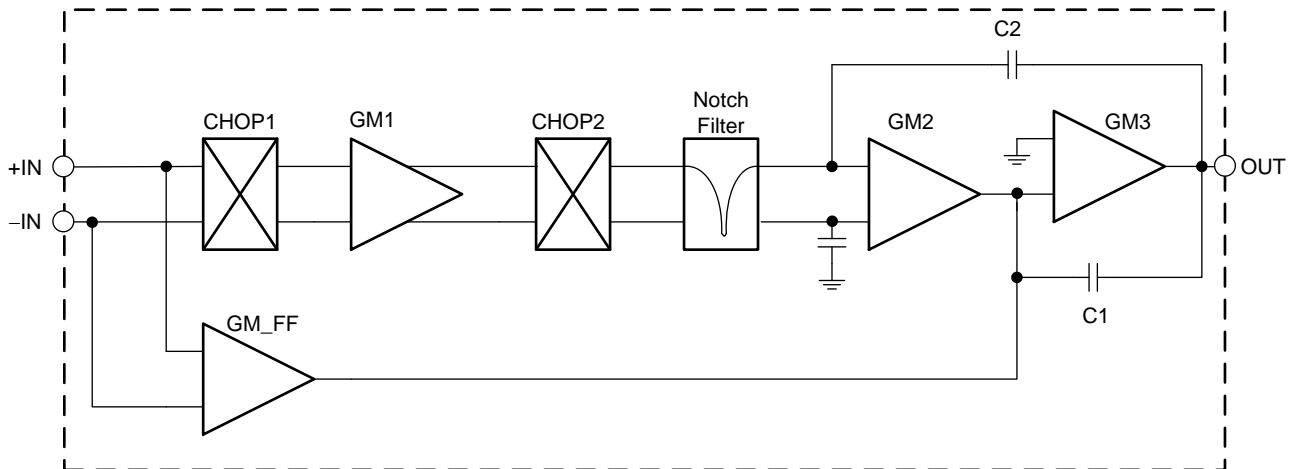 C2
Notch
Filter
CHOP1
GM1
CHOP2
GM2
GM3
+IN
OUT
−IN
C1
GM_FF